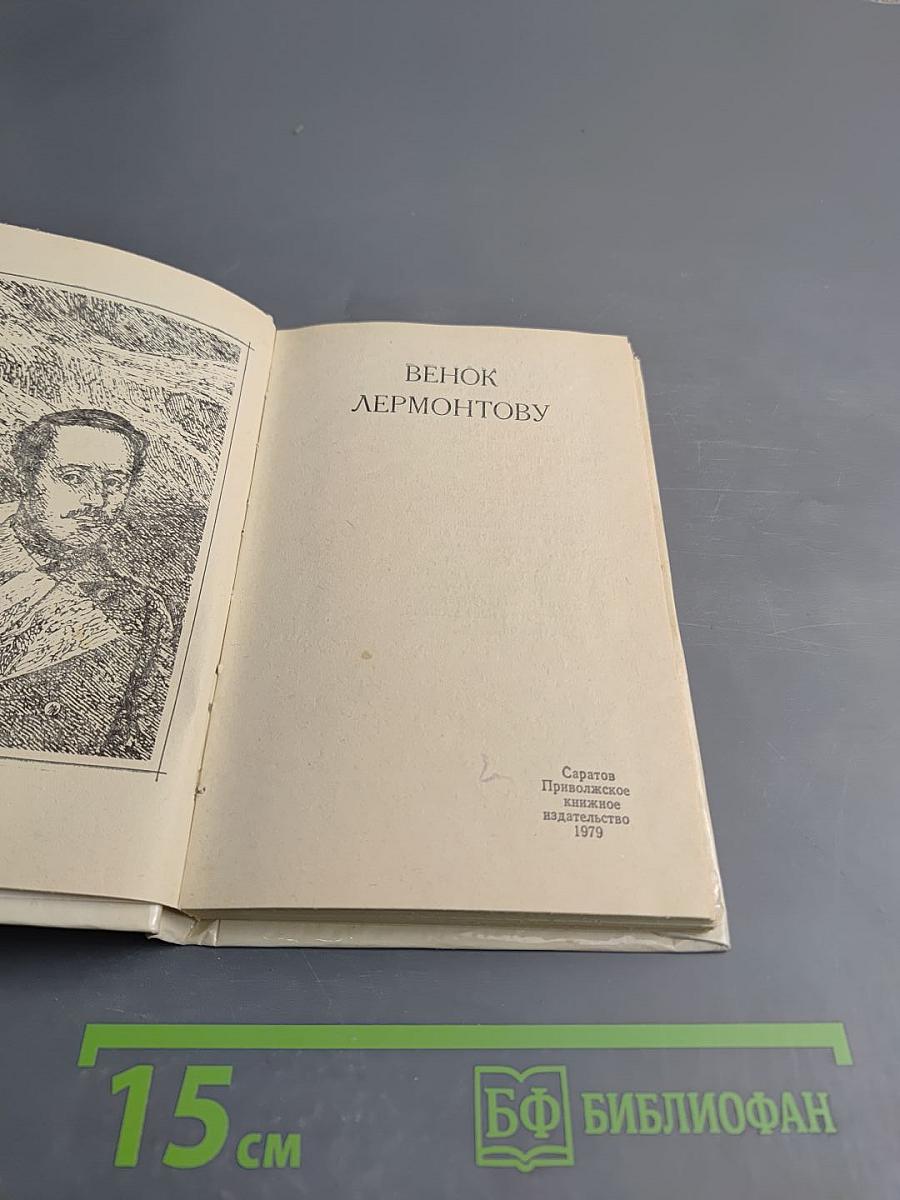 ВЕНОК
ЛЕРМОНТОВУ
Саратов
Приволжское
книжное
издательство
1979
15 см
БФ БИБЛИОФАН